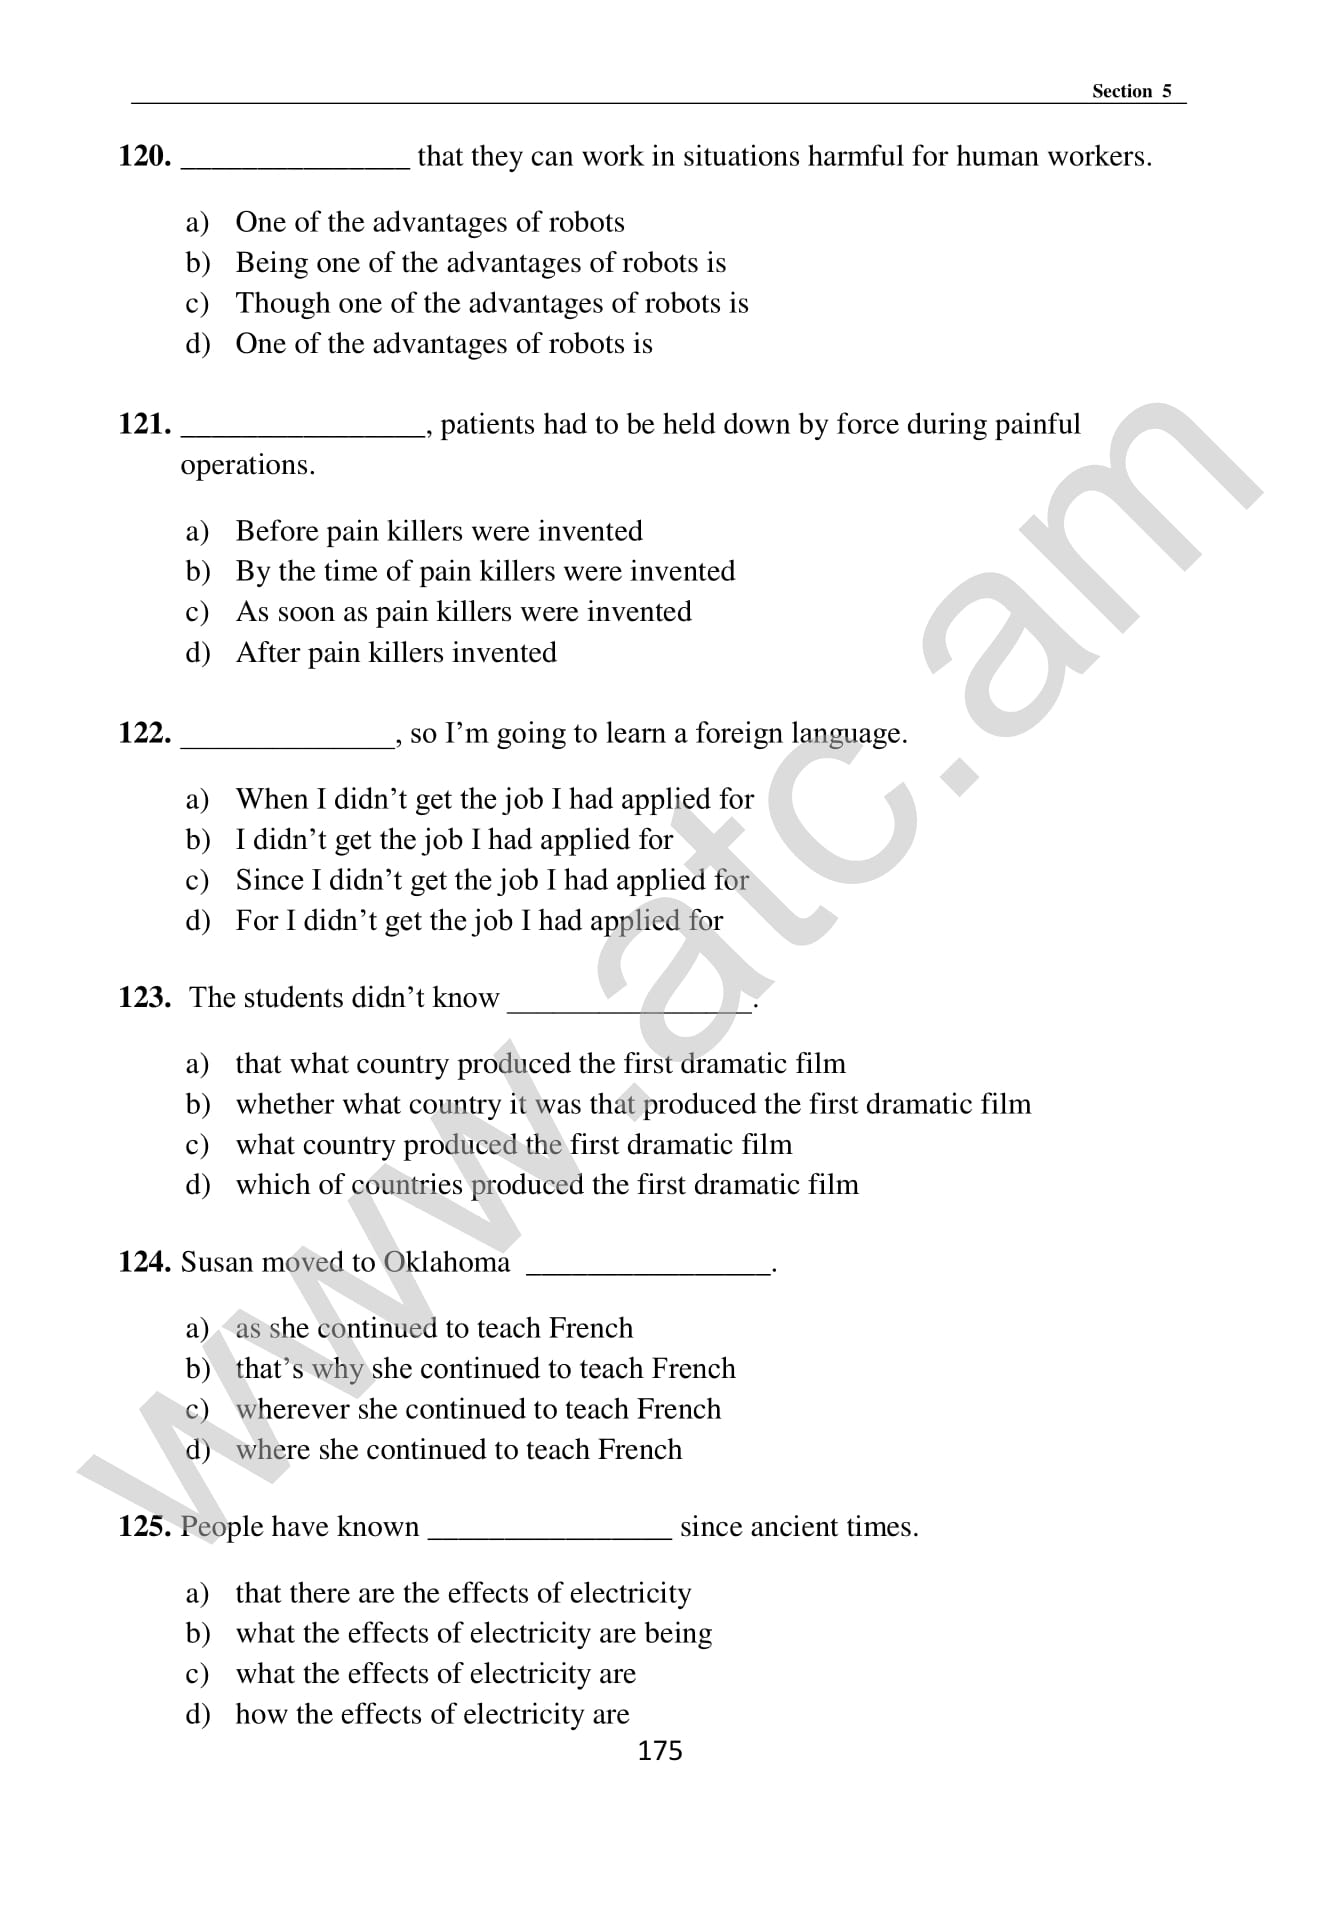 Section 5
120. _______________ that they can work in situations harmful for human workers.
a) One of the advantages of robots
b) Being one of the advantages of robots is
c) Though one of the advantages of robots is
d) One of the advantages of robots is
121. ________________, patients had to be held down by force during painful
operations.
a) Before pain killers were invented
b) By the time of pain killers were invented
c) As soon as pain killers were invented
d) After pain killers invented
122. ______________, so I’m going to learn a foreign language.
a) When I didn’t get the job I had applied for
b) I didn’t get the job I had applied for
c) Since I didn’t get the job I had applied for
d) For I didn’t get the job I had applied for
123. The students didn’t know ________________.
a) that what country produced the first dramatic film
b) whether what country it was that produced the first dramatic film
c) what country produced the first dramatic film
d) which of countries produced the first dramatic film
124. Susan moved to Oklahoma ________________.
a) as she continued to teach French
b) that’s why she continued to teach French
c) wherever she continued to teach French
d) where she continued to teach French
125. People have known ________________ since ancient times.
a) that there are the effects of electricity
b) what the effects of electricity are being
c) what the effects of electricity are
d) how the effects of electricity are
175
www.atc.am